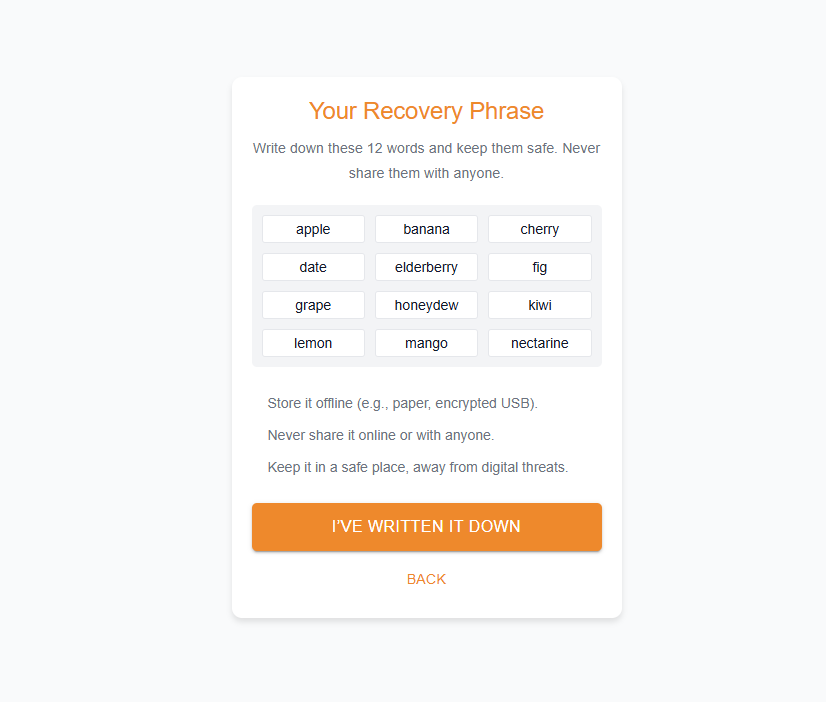 Your Recovery Phrase
Write down these 12 words and keep them safe. Never
share them with anyone.
apple banana cherry
date elderberry fig
grape honeydew kiwi
lemon mango nectarine
Store it offline (e.g., paper, encrypted USB).
Never share it online or with anyone.
Keep it in a safe place, away from digital threats.
I'VE WRITTEN IT DOWN
BACK